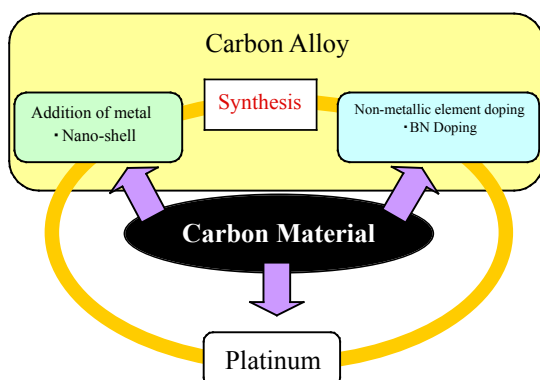 Carbon Alloy
Synthesis
Addition of metal
・Nano-shell
Non-metallic element doping
・BN Doping
Carbon Material
Platinum